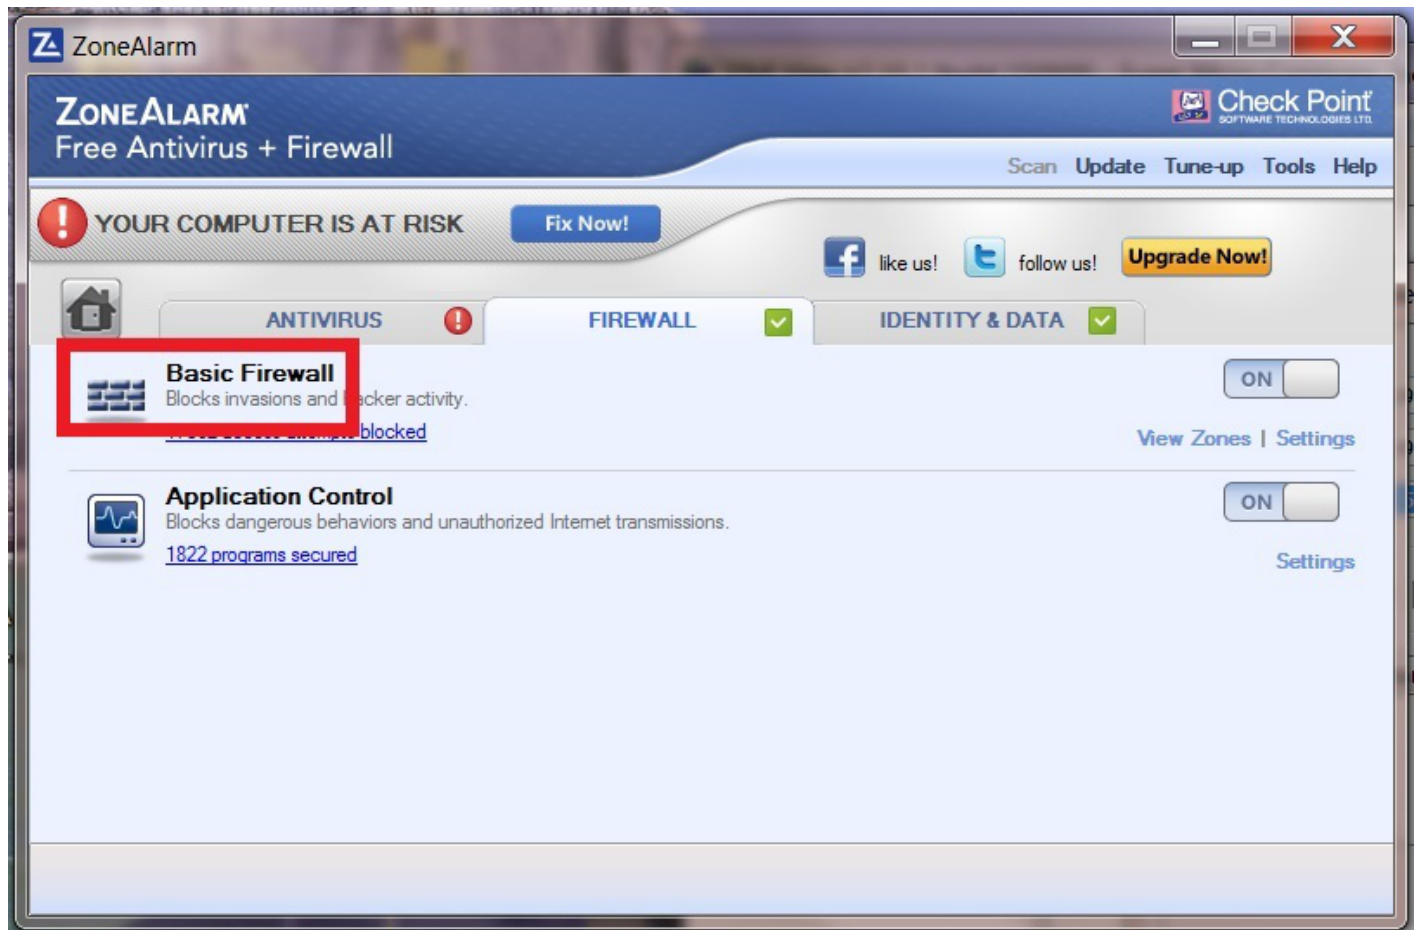 ZoneAlarm
ZONEALARM
Free Antivirus + Firewall
Check Point
SOFTWARE TECHNOLOGIES LTD.
Scan Update Tune-up Tools Help
YOUR COMPUTER IS AT RISK Fix Now!
like us! follow us! Upgrade Now!
ANTIVIRUS FIREWALL IDENTITY & DATA
Basic Firewall
ON
Blocks invasions and hacker activity.
blocked
View Zones | Settings
Application Control
ON
Blocks dangerous behaviors and unauthorized Internet transmissions.
1822 programs secured
Settings